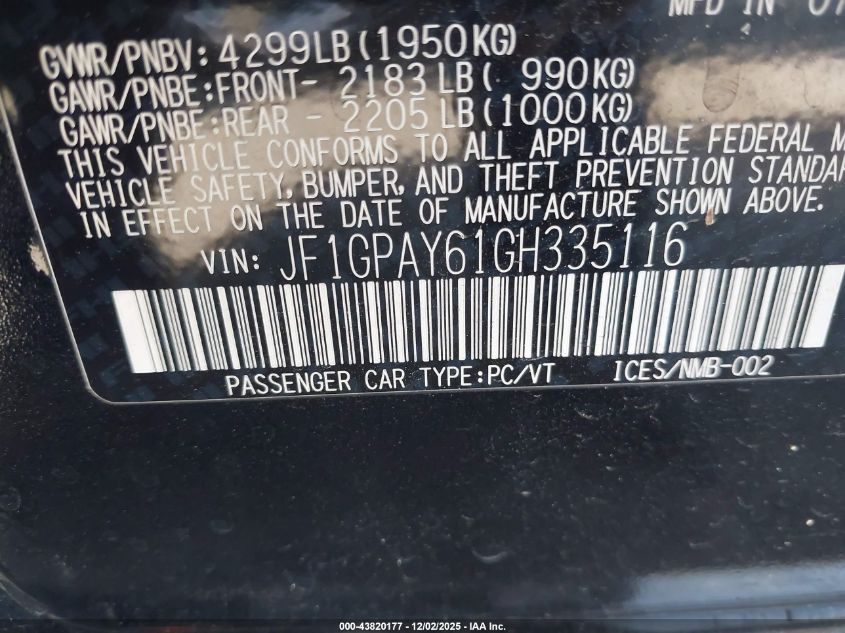 MFD IN 07
GVWR/PNBV: 4299LB (1950KG)
GAWR/PNBE:FRONT- 2183 LB( 990KG)
GAWR/PNBE:REAR - 2205 LB(1000KG)
THIS VEHICLE CONFORMS TO ALL APPLICABLE FEDERAL M
VEHICLE SAFETY, BUMPER, AND THEFT PREVENTION STANDAR
IN EFFECT ON THE DATE OF MANUFACTURE SHOWN ABOVE.
VIN: JF1GPAY61GH335116
PASSENGER CAR TYPE:PC/VT ICES/NMB-002
000-43820177 - 12/02/2025 - IAA Inc.